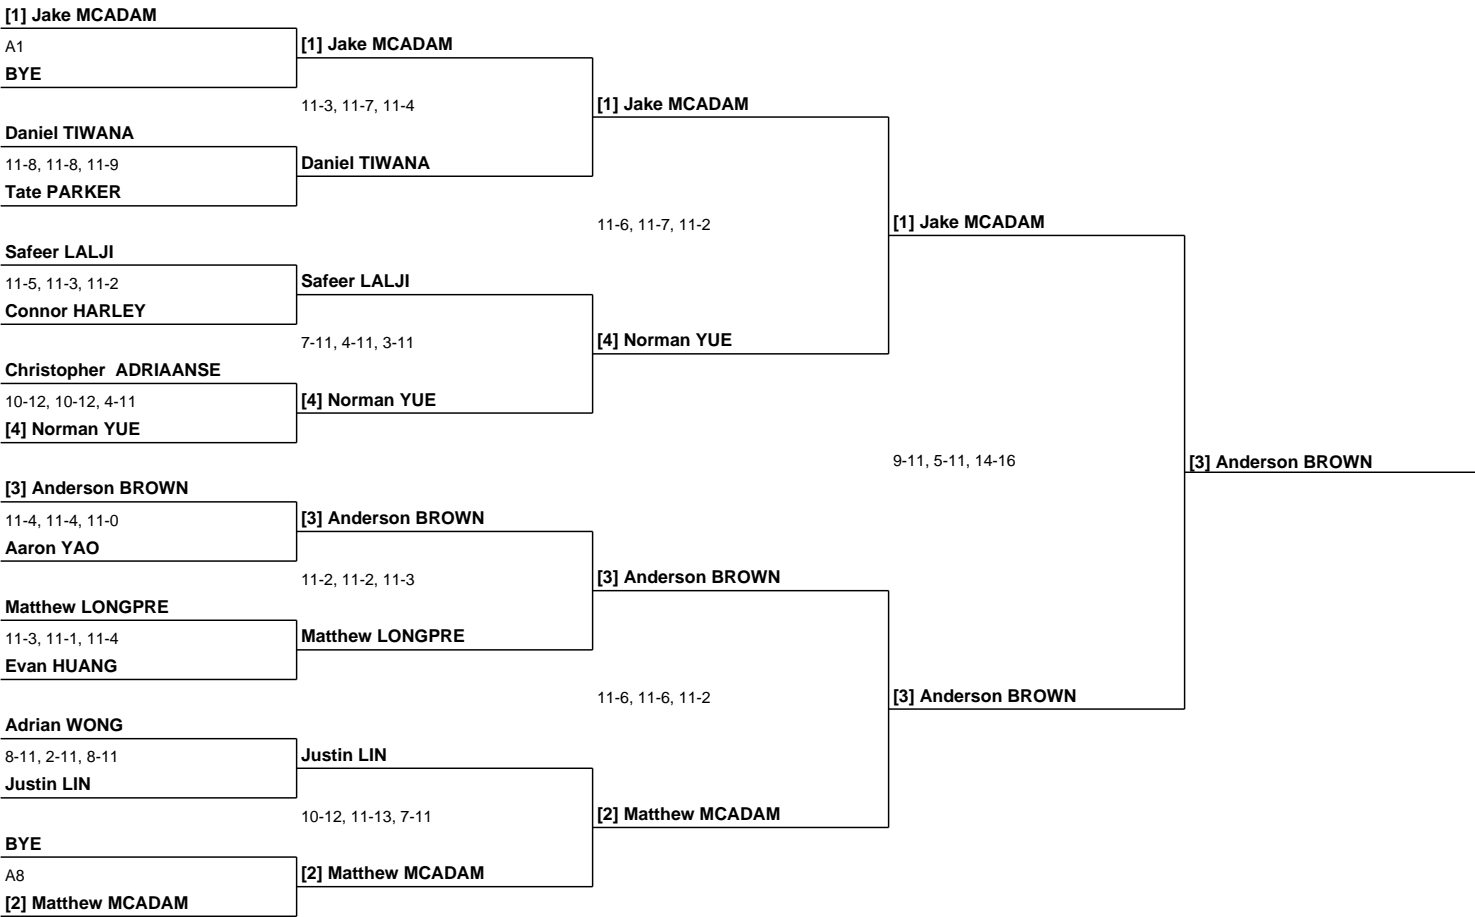 [1] Jake MCADAM
A1
BYE
Daniel TIWANA
11-8, 11-8, 11-9
Tate PARKER
Safeer LALJI
11-5, 11-3, 11-2
Connor HARLEY
Christopher  ADRIAANSE
10-12, 10-12, 4-11
[4] Norman YUE
[3] Anderson BROWN
11-4, 11-4, 11-0
Aaron YAO
Matthew LONGPRE
11-3, 11-1, 11-4
Evan HUANG
Adrian WONG
8-11, 2-11, 8-11
Justin LIN
BYE
A8
[2] Matthew MCADAM
[1] Jake MCADAM
11-3, 11-7, 11-4
Daniel TIWANA
Safeer LALJI
7-11, 4-11, 3-11
[4] Norman YUE
[3] Anderson BROWN
11-2, 11-2, 11-3
Matthew LONGPRE
Justin LIN
10-12, 11-13, 7-11
[2] Matthew MCADAM
[1] Jake MCADAM
11-6, 11-7, 11-2
[4] Norman YUE
[3] Anderson BROWN
11-6, 11-6, 11-2
[2] Matthew MCADAM
[1] Jake MCADAM
9-11, 5-11, 14-16
[3] Anderson BROWN
[3] Anderson BROWN